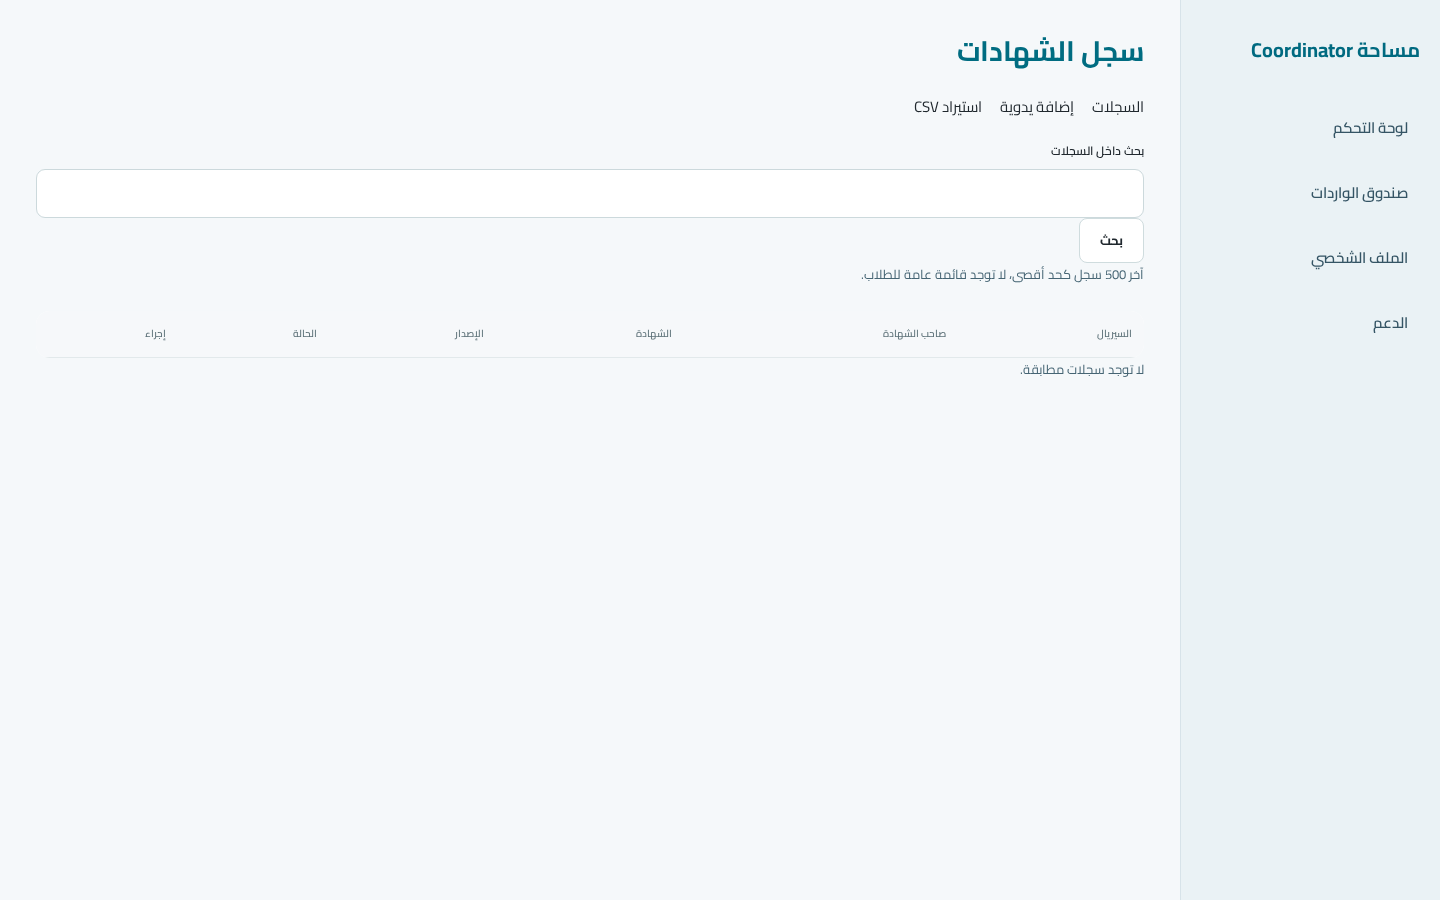 مساحة Coordinator
لوحة التحكم
صندوق الواردات
الملف الشخصي
الدعم
سجل الشهادات
السجلات إضافة يدوية استيراد CSV
بحث داخل السجلات
بحث
آخر 500 سجل كحد أقصى، لا توجد قائمة عامة للطلاب.
السيريال صاحب الشهادة الشهادة الإصدار الحالة إجراء
لا توجد سجلات مطابقة.